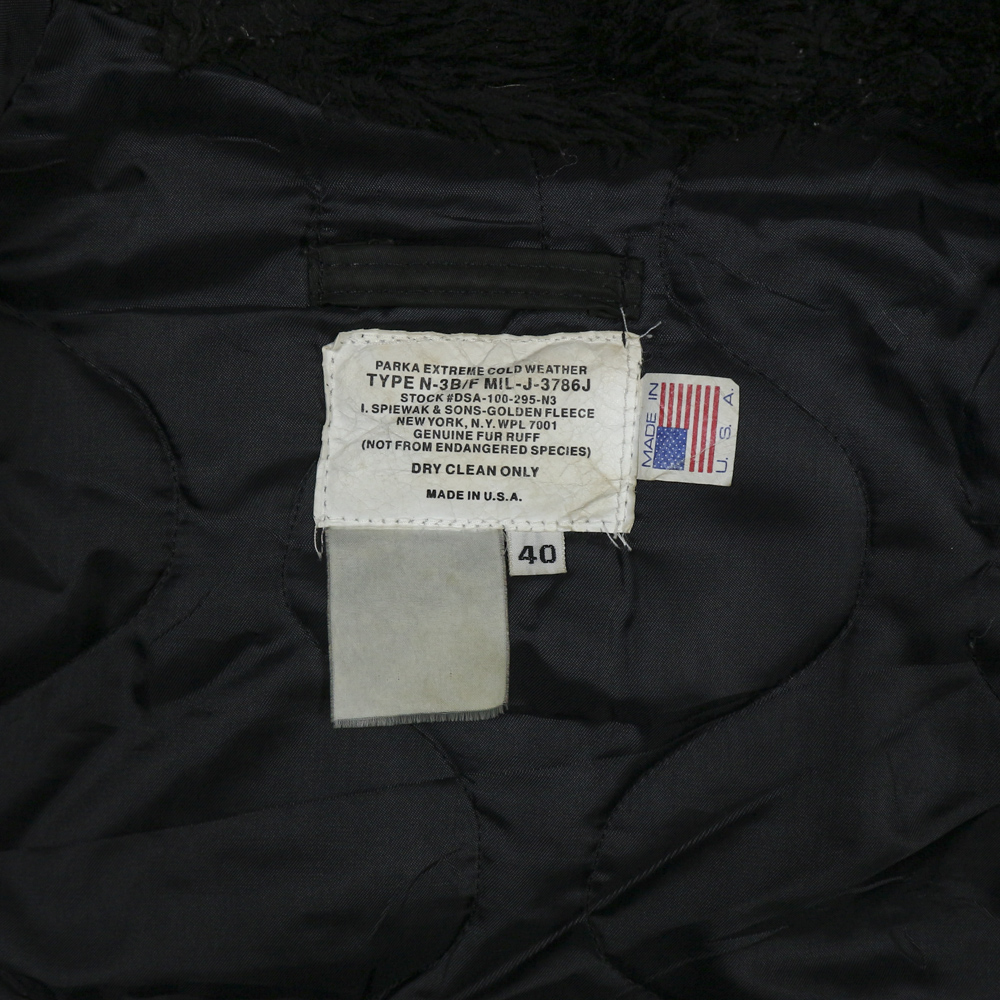 PARKA EXTREME COLD WEATHER
TYPE N-3B/F MIL-J-3786J
STOCK #DSA-100-295-N3
I. SPIEWAK & SONS-GOLDEN FLEECE
NEW YORK, N.Y. WPL 7001
GENUINE FUR RUFF
(NOT FROM ENDANGERED SPECIES)
DRY CLEAN ONLY
MADE IN U.S.A.
MADE IN
U. S. A.
40